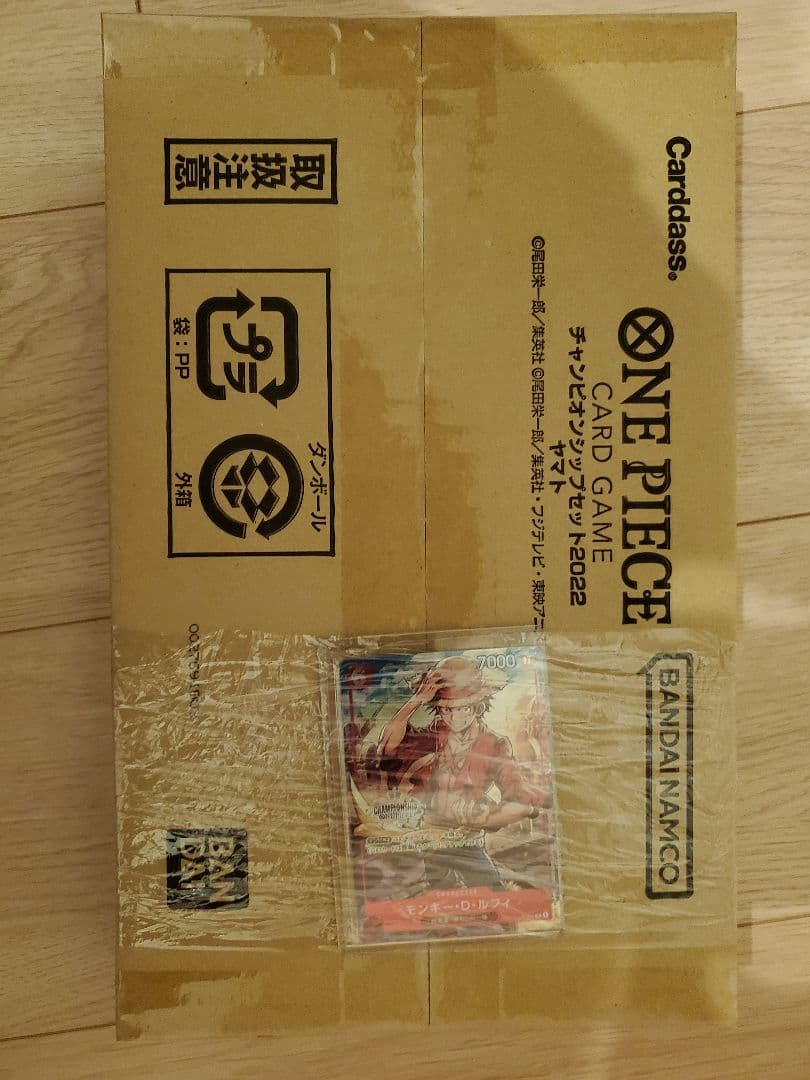 Carddass®
ONE PIECE
CARD GAME
チャンピオンシップセット2022
ヤマト
©尾田栄一郎／集英社 ©尾田栄一郎／集英社・フジテレビ・東映アニ
BANDAI NAMCO
取扱注意
プラ
袋：PP
ダンボール
外箱
BAN
DAI
7000
CHAMPIONSHIP
モンキー・D・ルフィ